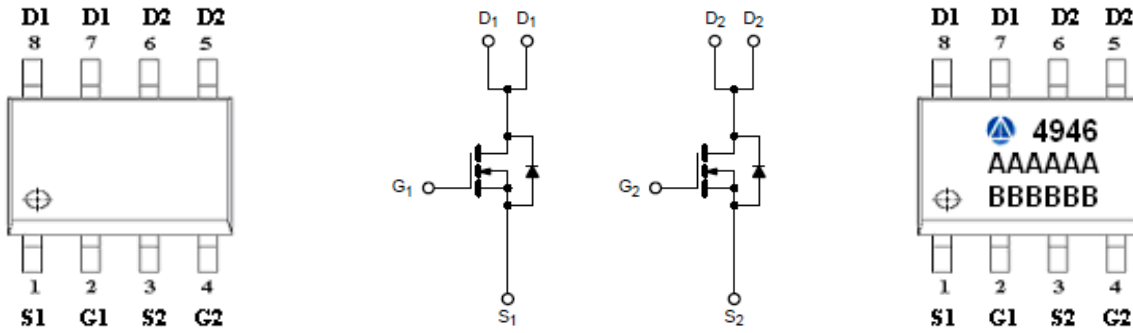 D1 D1 D2 D2
8 7 6 5
1 2 3 4
S1 G1 S2 G2
D1 D1
G1
S1
D2 D2
G2
S2
D1 D1 D2 D2
8 7 6 5
4946
AAAAAA
BBBBBB
1 2 3 4
S1 G1 S2 G2